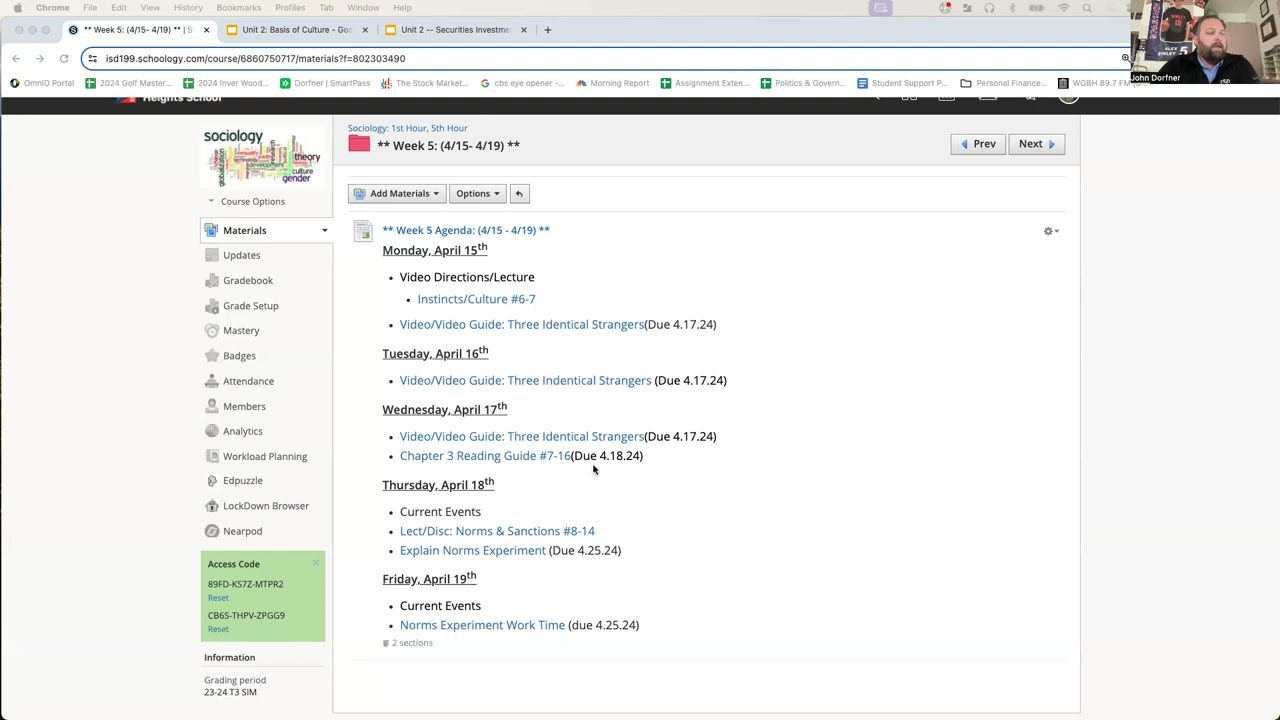 Chrome File Edit View History Bookmarks Profiles Tab Window Help
** Week 5: (4/15- 4/19) ** | S
Unit 2: Basis of Culture - Goo
Unit 2 -- Securities Investme
isd199.schoology.com/course/6860750717/materials?f=802303490
OmniID Portal
2024 Golf Master...
2024 Inver Wood...
Dorfner | SmartPass
The Stock Market...
cbs eye opener -...
Morning Report
Assignment Exten...
Politics & Govern...
Student Support P...
Personal Finance...
WGBH 89.7 FM
John Dorfner
Heights School
sociology
theory
culture
gender
globalization
Course Options
Materials
Updates
Gradebook
Grade Setup
Mastery
Badges
Attendance
Members
Analytics
Workload Planning
Edpuzzle
LockDown Browser
Nearpod
Access Code
89FD-KS7Z-MTPR2
Reset
CB6S-THPV-ZPGG9
Reset
Information
Grading period
23-24 T3 SIM
Sociology: 1st Hour, 5th Hour
** Week 5: (4/15- 4/19) **
Prev
Next
Add Materials
Options
** Week 5 Agenda: (4/15 - 4/19) **
Monday, April 15th
• Video Directions/Lecture
• Instincts/Culture #6-7
• Video/Video Guide: Three Identical Strangers(Due 4.17.24)
Tuesday, April 16th
• Video/Video Guide: Three Indentical Strangers (Due 4.17.24)
Wednesday, April 17th
• Video/Video Guide: Three Identical Strangers(Due 4.17.24)
• Chapter 3 Reading Guide #7-16(Due 4.18.24)
Thursday, April 18th
• Current Events
• Lect/Disc: Norms & Sanctions #8-14
• Explain Norms Experiment (Due 4.25.24)
Friday, April 19th
• Current Events
• Norms Experiment Work Time (due 4.25.24)
2 sections